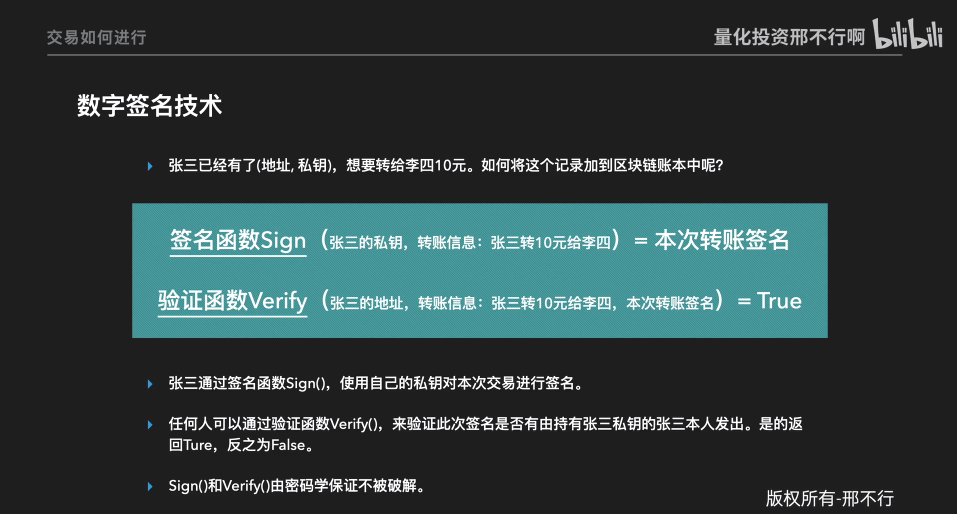 交易如何进行
量化投资邢不行啊 bilibili
数字签名技术
张三已经有了(地址, 私钥)，想要转给李四10元。如何将这个记录加到区块链账本中呢？
签名函数Sign（张三的私钥，转账信息：张三转10元给李四）= 本次转账签名
验证函数Verify（张三的地址，转账信息：张三转10元给李四，本次转账签名）= True
张三通过签名函数Sign()，使用自己的私钥对本次交易进行签名。
任何人可以通过验证函数Verify()，来验证此次签名是否有由持有张三私钥的张三本人发出。是的返
回Ture，反之为False。
Sign()和Verify()由密码学保证不被破解。
版权所有-邢不行